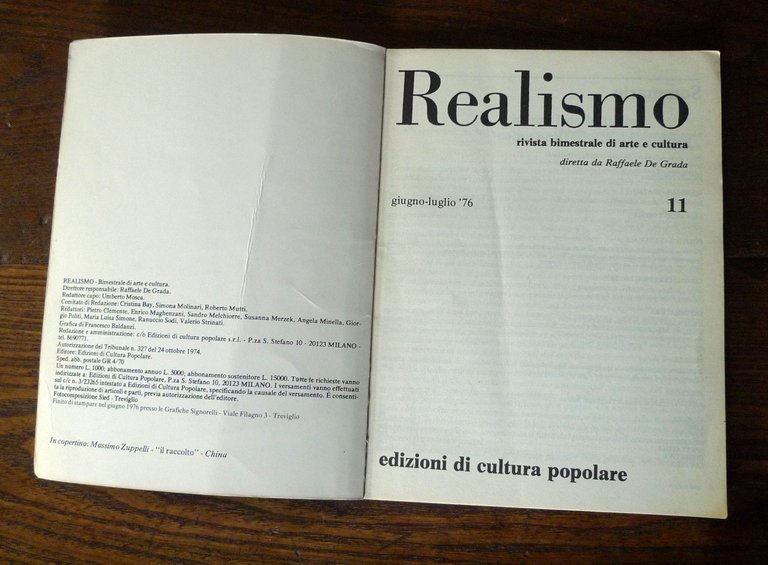 REALISMO - Bimestrale di arte e cultura.
Direttore responsabile: Raffaele De Grada.
Redattore capo: Umberto Mosca.
Comitato di Redazione: Cristina Bay, Simona Molinari, Roberto Mutti.
Redattori: Pietro Clemente, Enrico Maghenzani, Sandro Melchiorre, Susanna Merzek, Angela Minella, Gior-
gio Politi, Maria Luisa Simone, Ranuccio Sodi, Valerio Strinati.
Grafica di Francesco Baldanzi.
Redazione e amministrazione: c/o Edizioni di cultura popolare s.r.l. - P.za S. Stefano 10 - 20123 MILANO -
tel. 8690771.
Autorizzazione del Tribunale n. 327 del 24 ottobre 1974.
Editore: Edizioni di Cultura Popolare.
Sped. abb. postale GR 4/70
Un numero L. 1000; abbonamento annuo L. 5000; abbonamento sostenitore L. 15000. Tutte le richieste vanno
indirizzate a: Edizioni di Cultura Popolare, P.za S. Stefano 10, 20123 MILANO. I versamenti vanno effettuati
sul c/c n. 3/23265 intestato a Edizioni di Cultura Popolare, specificando la causale del versamento. È consenti-
ta la riproduzione di articoli e parti, previa autorizzazione dell'editore.
Fotocomposizione Sied - Treviglio
Finito di stampare nel giugno 1976 presso le Grafiche Signorelli - Viale Filagno 3 - Treviglio
In copertina: Massimo Zuppelli - "il raccolto" - China
Realismo
rivista bimestrale di arte e cultura
diretta da Raffaele De Grada
giugno-luglio '76 11
edizioni di cultura popolare